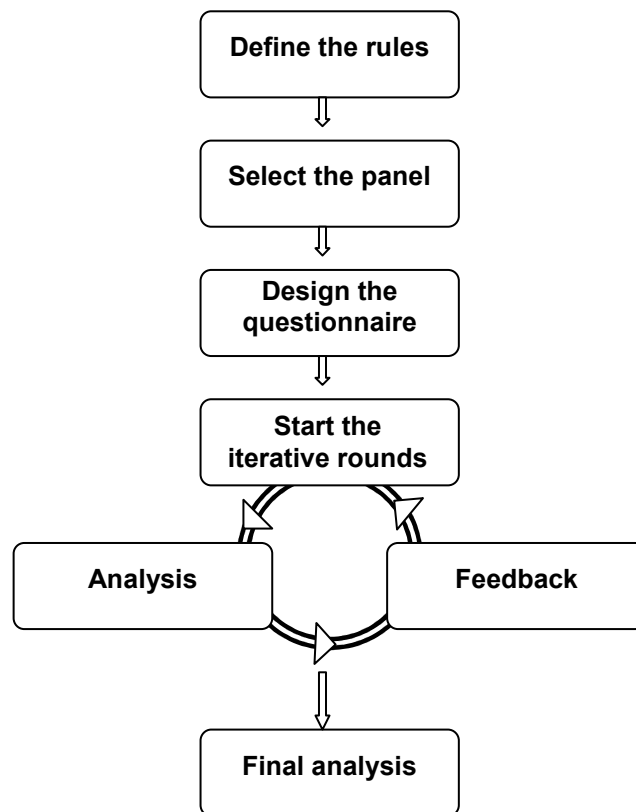 Define the rules
Select the panel
Design the
questionnaire
Start the
iterative rounds
Analysis
Feedback
Final analysis